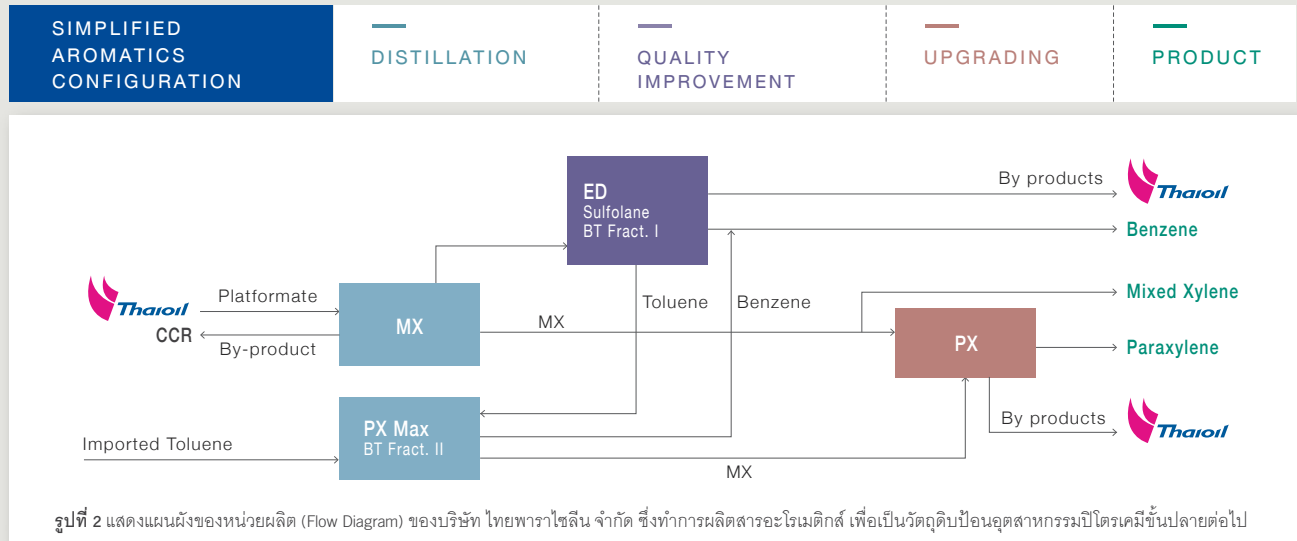 SIMPLIFIED
AROMATICS
CONFIGURATION
DISTILLATION
QUALITY
IMPROVEMENT
UPGRADING
PRODUCT
ED
Sulfolane
BT Fract. I
By products
Thaioil
Benzene
Thaioil
CCR
Platformate
By-product
MX
Toluene
Benzene
MX
Mixed Xylene
PX
Paraxylene
Imported Toluene
PX Max
BT Fract. II
MX
By products
Thaioil
รูปที่ 2 แสดงแผนผังของหน่วยผลิต (Flow Diagram) ของบริษัท ไทยพาราไซลีน จำกัด ซึ่งทำการผลิตสารอะโรเมติกส์ เพื่อเป็นวัตถุดิบป้อนอุตสาหกรรมปิโตรเคมีขั้นปลายต่อไป